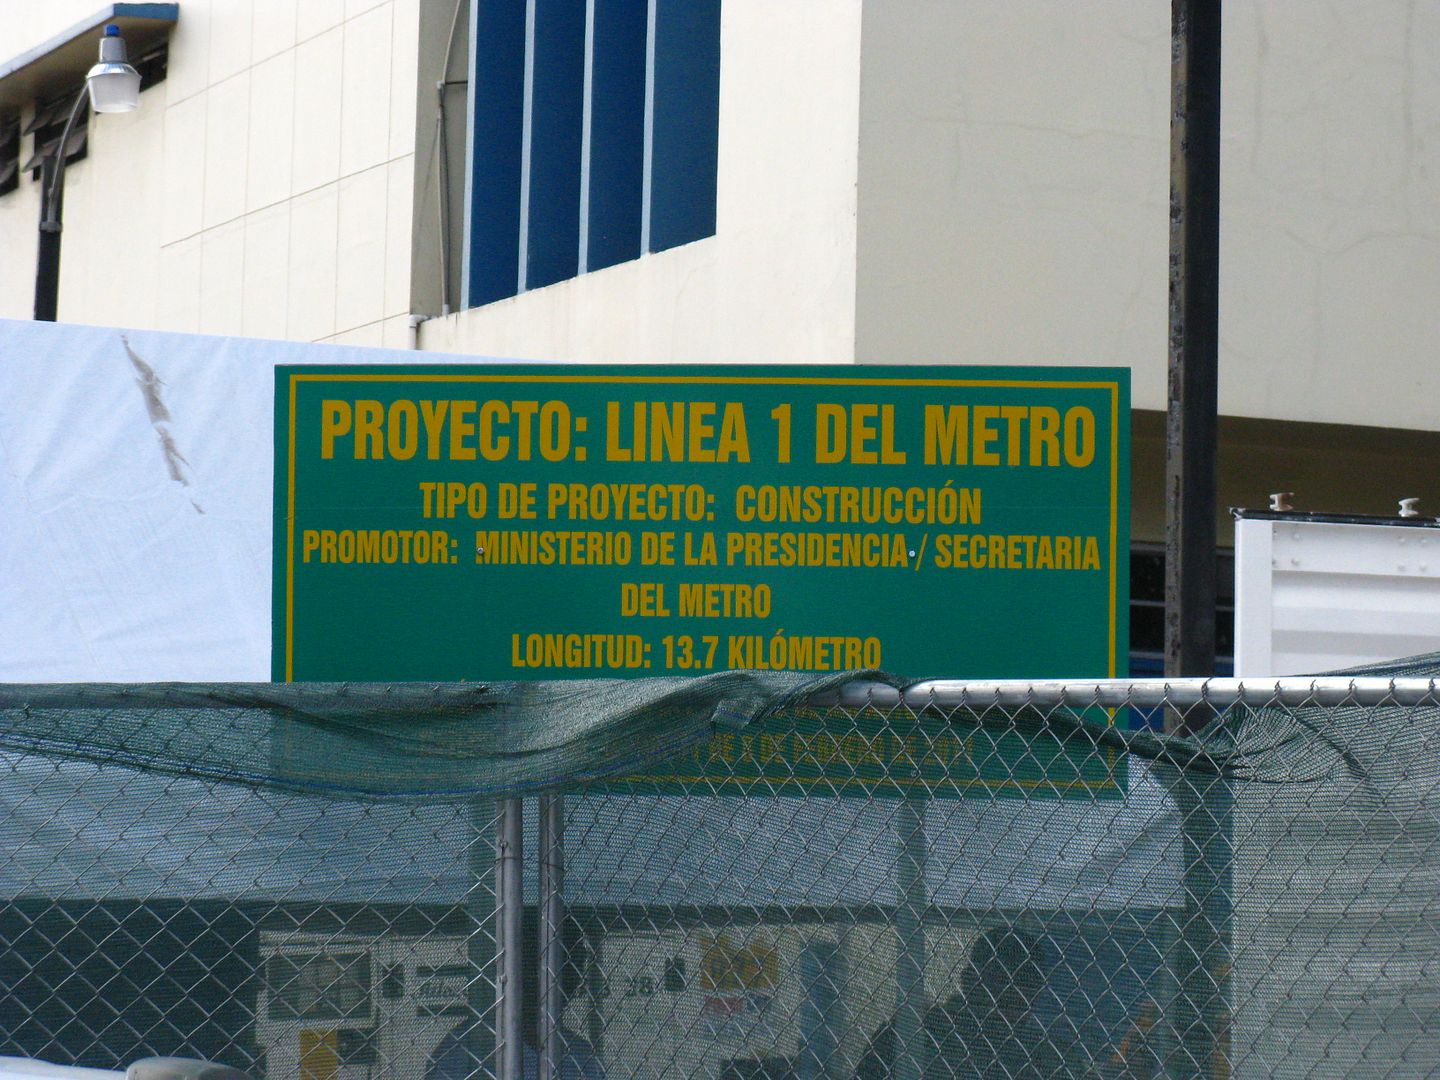 PROYECTO: LINEA 1 DEL METRO
TIPO DE PROYECTO: CONSTRUCCIÓN
PROMOTOR: MINISTERIO DE LA PRESIDENCIA / SECRETARIA
DEL METRO
LONGITUD: 13.7 KILÓMETRO